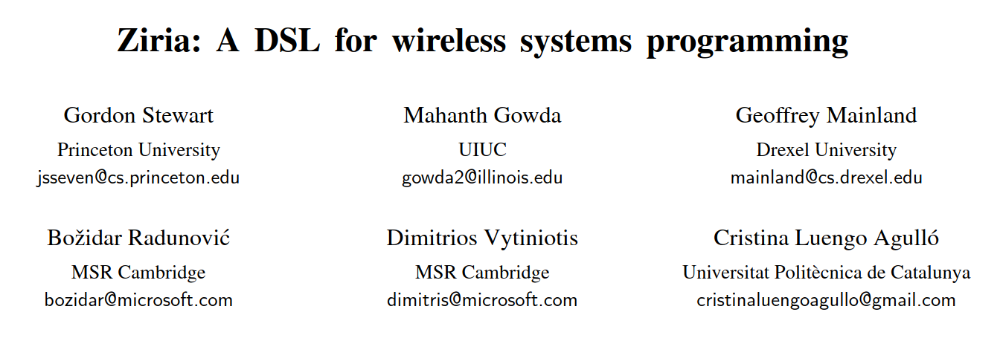 Ziria: A DSL for wireless systems programming
Gordon Stewart
Princeton University
jsseven@cs.princeton.edu
Mahanth Gowda
UIUC
gowda2@illinois.edu
Geoffrey Mainland
Drexel University
mainland@cs.drexel.edu
Božidar Radunović
MSR Cambridge
bozidar@microsoft.com
Dimitrios Vytiniotis
MSR Cambridge
dimitris@microsoft.com
Cristina Luengo Agulló
Universitat Politècnica de Catalunya
cristinaluengoagullo@gmail.com